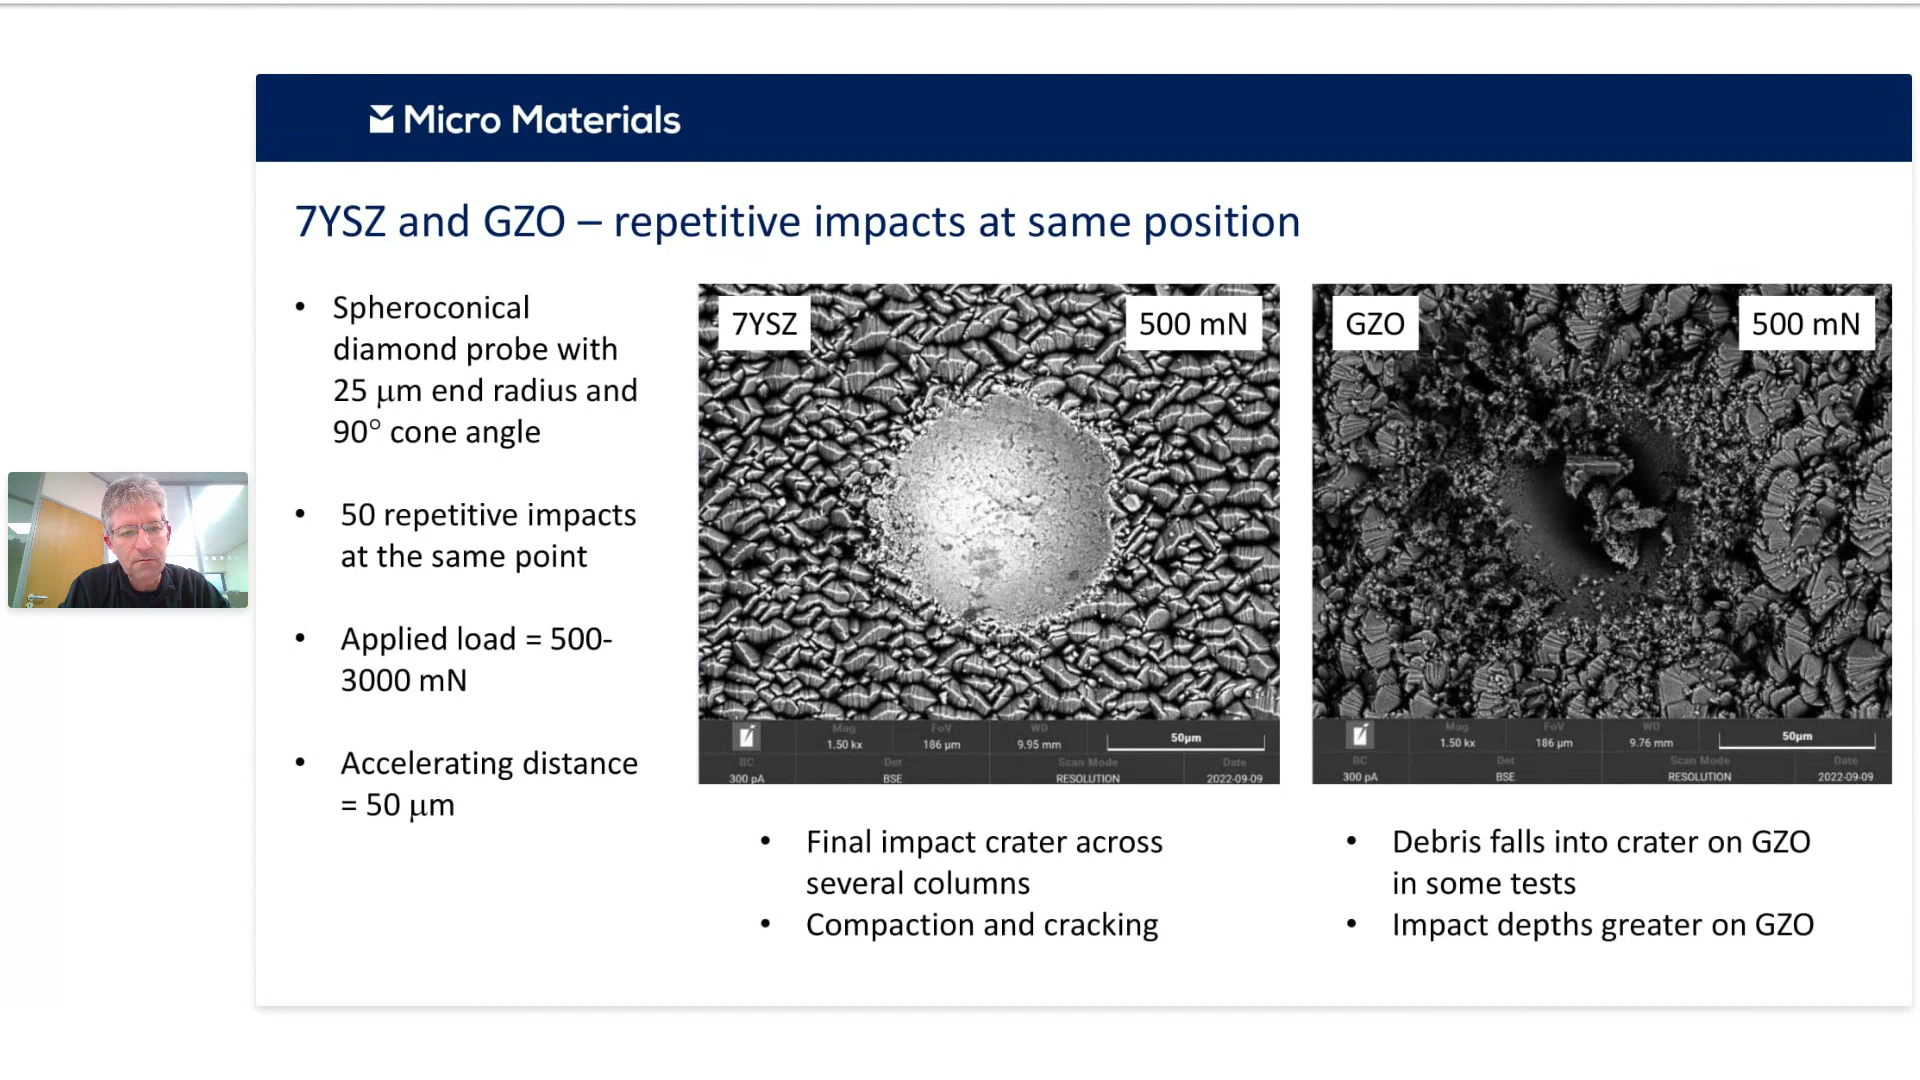 Micro Materials
7YSZ and GZO – repetitive impacts at same position
• Spheroconical
diamond probe with
25 µm end radius and
90° cone angle
• 50 repetitive impacts
at the same point
• Applied load = 500-
3000 mN
• Accelerating distance
= 50 µm
7YSZ
500 mN
Mag FoV WD
1.50 kx 186 µm 9.95 mm 50µm
BC Det Scan Mode Date
300 pA BSE RESOLUTION 2022-09-09
• Final impact crater across
several columns
• Compaction and cracking
GZO
500 mN
Mag FoV WD
1.50 kx 186 µm 9.76 mm 50µm
BC Det Scan Mode Date
300 pA BSE RESOLUTION 2022-09-09
• Debris falls into crater on GZO
in some tests
• Impact depths greater on GZO